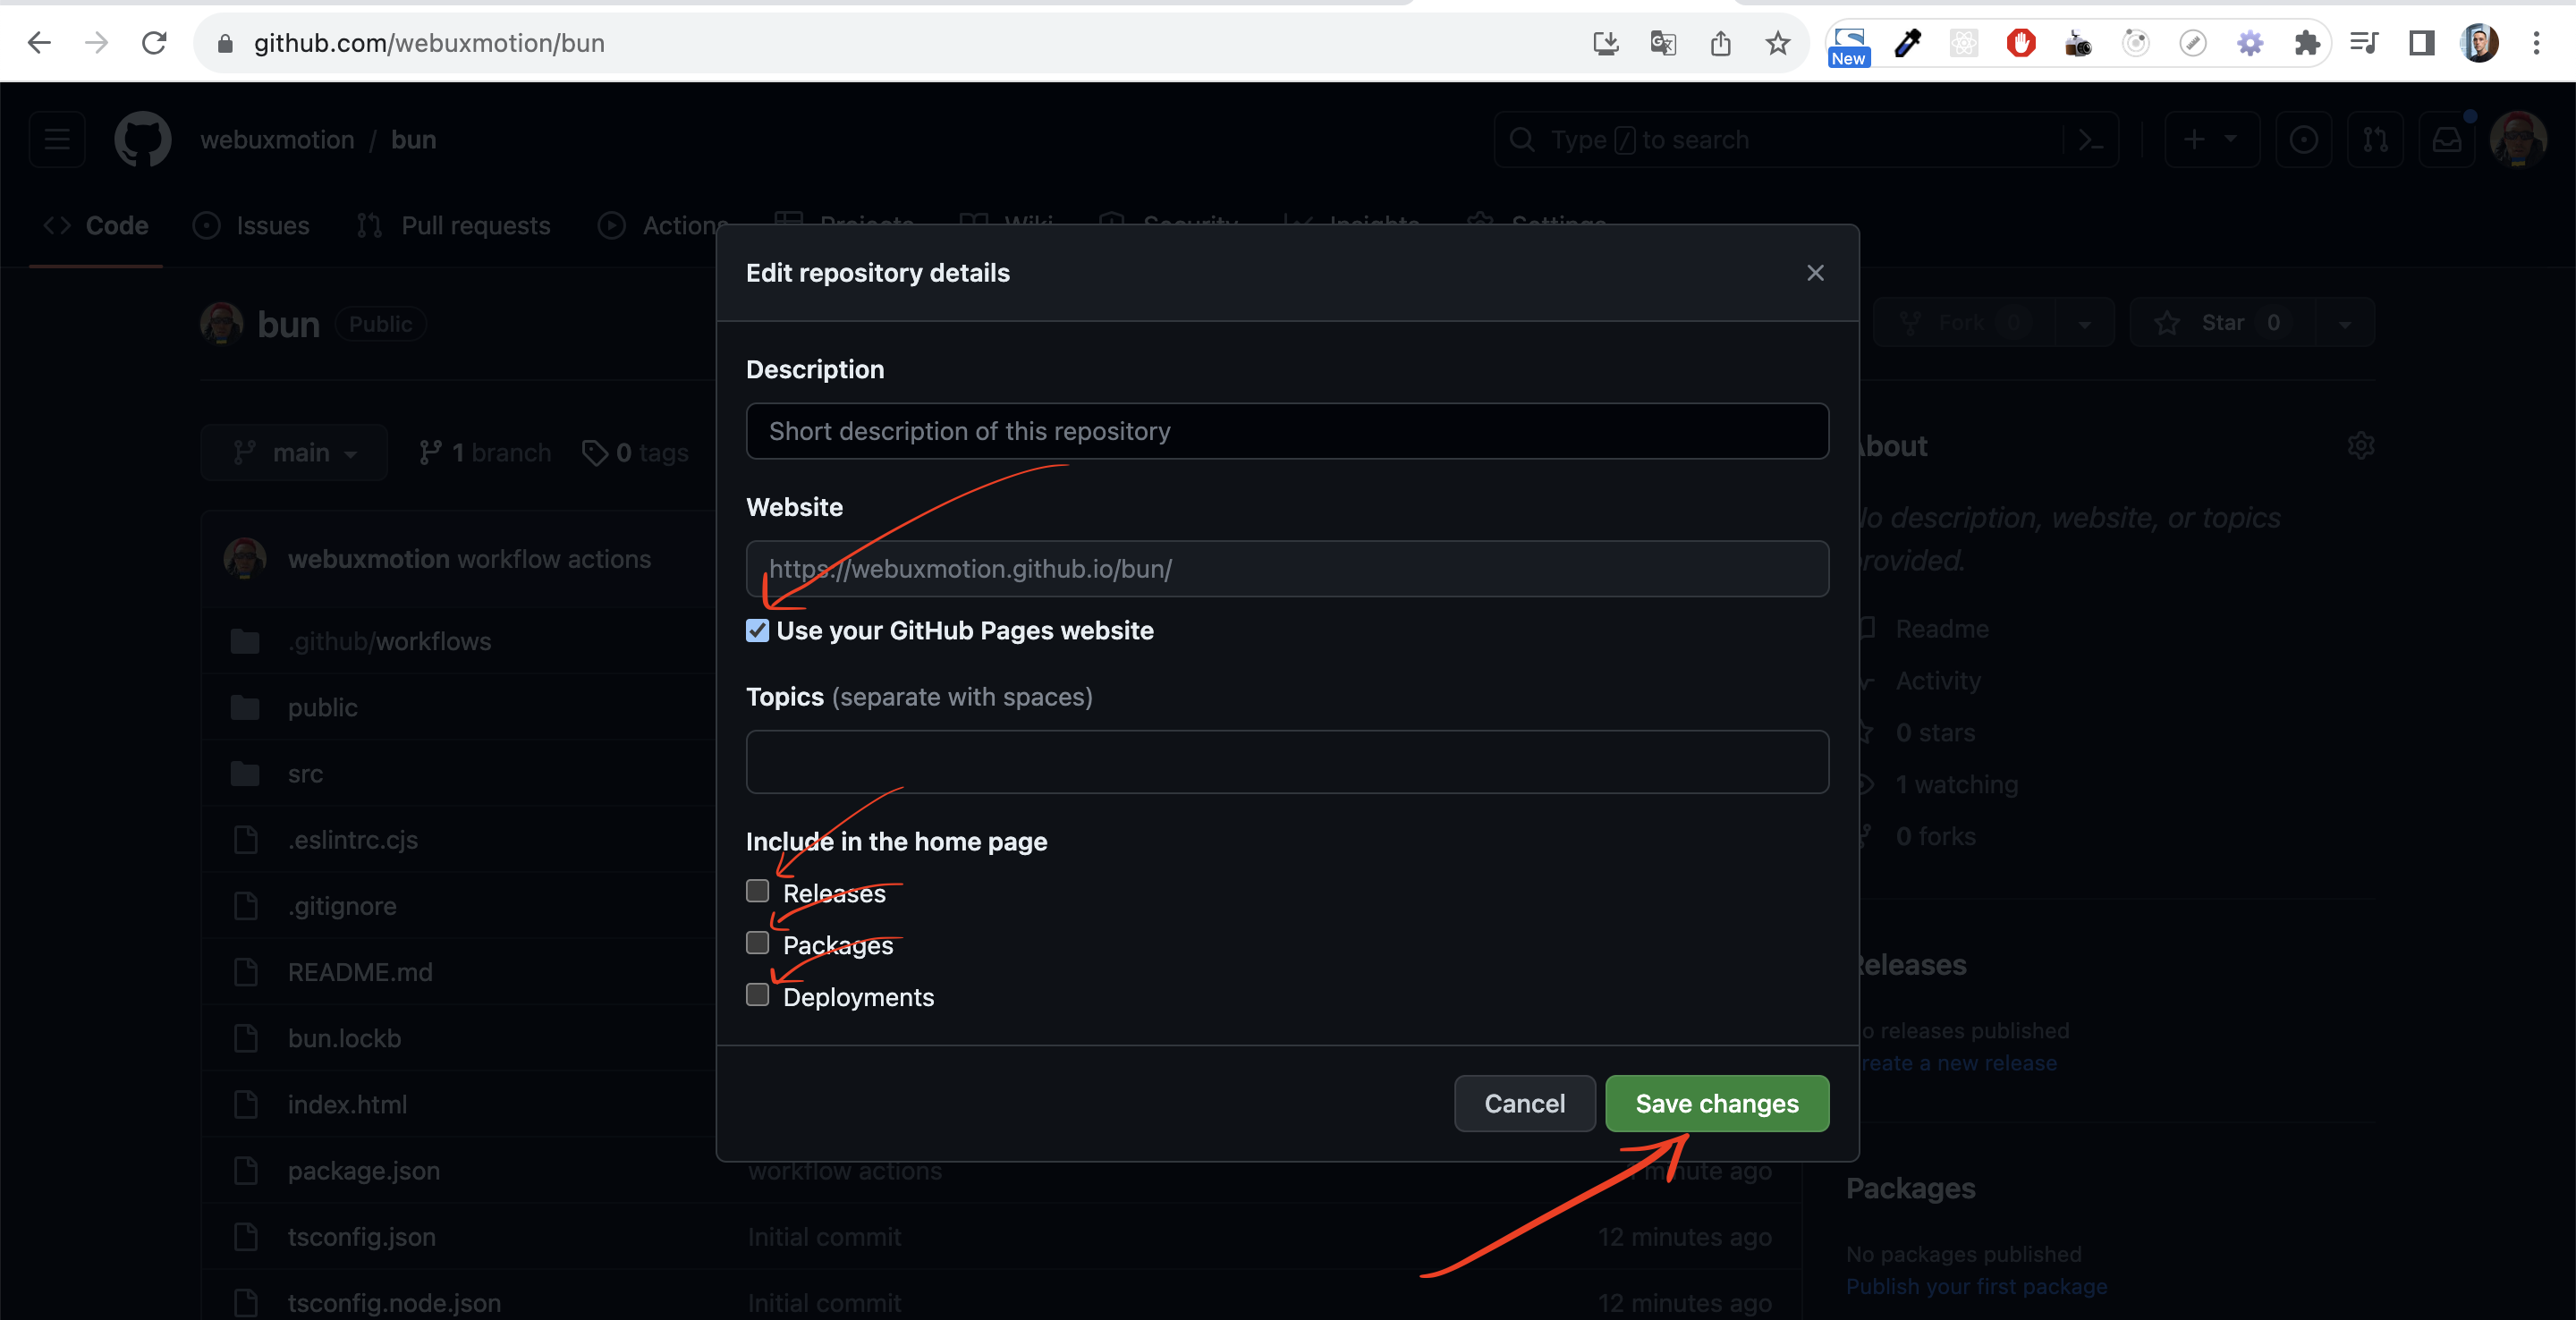 github.com/webuxmotion/bun
New
webuxmotion / bun
Type / to search
Code
Issues
Pull requests
Actions
Projects
Wiki
Security
Insights
Settings
bun
Public
Fork 0
Star 0
main
1 branch
0 tags
webuxmotion workflow actions
.github/workflows
public
src
.eslintrc.cjs
.gitignore
README.md
bun.lockb
index.html
package.json
workflow actions
minute ago
tsconfig.json
Initial commit
12 minutes ago
tsconfig.node.json
Initial commit
12 minutes ago
Edit repository details
Description
Short description of this repository
Website
https://webuxmotion.github.io/bun/
Use your GitHub Pages website
Topics (separate with spaces)
Include in the home page
Releases
Packages
Deployments
Cancel
Save changes
About
No description, website, or topics
provided.
Readme
Activity
0 stars
1 watching
0 forks
Releases
No releases published
Create a new release
Packages
No packages published
Publish your first package